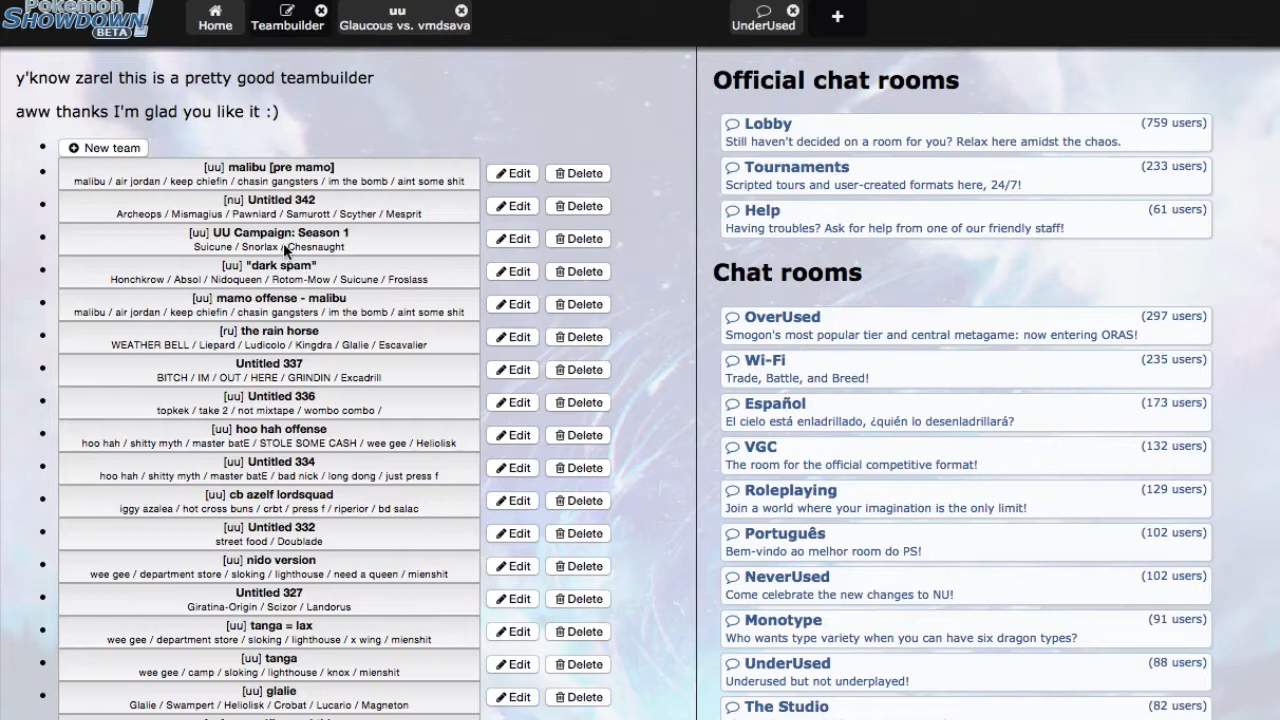 Pokémon
SHOWDOWN!
BETA
Home
Teambuilder
uu
Glaucous vs. vmdsava
UnderUsed
y'know zarel this is a pretty good teambuilder
aww thanks I'm glad you like it :)
New team
[uu] malibu [pre mamo]
malibu / air jordan / keep chiefin / chasin gangsters / im the bomb / aint some shit
Edit
Delete
[nu] Untitled 342
Archeops / Mismagius / Pawniard / Samurott / Scyther / Mesprit
Edit
Delete
[uu] UU Campaign: Season 1
Suicune / Snorlax / Chesnaught
Edit
Delete
[uu] "dark spam"
Honchkrow / Absol / Nidoqueen / Rotom-Mow / Suicune / Froslass
Edit
Delete
[uu] mamo offense - malibu
malibu / air jordan / keep chiefin / chasin gangsters / im the bomb / aint some shit
Edit
Delete
[ru] the rain horse
WEATHER BELL / Liepard / Ludicolo / Kingdra / Glalie / Escavalier
Edit
Delete
Untitled 337
BITCH / IM / OUT / HERE / GRINDIN / Excadrill
Edit
Delete
[uu] Untitled 336
topkek / take 2 / not mixtape / wombo combo /
Edit
Delete
[uu] hoo hah offense
hoo hah / shitty myth / master batE / STOLE SOME CASH / wee gee / Heliolisk
Edit
Delete
[uu] Untitled 334
hoo hah / shitty myth / master batE / bad nick / long dong / just press f
Edit
Delete
[uu] cb azelf lordsquad
iggy azalea / hot cross buns / crbt / press f / riperior / bd salac
Edit
Delete
[uu] Untitled 332
street food / Doublade
Edit
Delete
[uu] nido version
wee gee / department store / sloking / lighthouse / need a queen / mienshit
Edit
Delete
Untitled 327
Giratina-Origin / Scizor / Landorus
Edit
Delete
[uu] tanga = lax
wee gee / department store / sloking / lighthouse / x wing / mienshit
Edit
Delete
[uu] tanga
wee gee / camp / sloking / lighthouse / knox / mienshit
Edit
Delete
[uu] glalie
Glalie / Swampert / Heliolisk / Crobat / Lucario / Magneton
Edit
Delete
Official chat rooms
Lobby (759 users)
Still haven't decided on a room for you? Relax here amidst the chaos.
Tournaments (233 users)
Scripted tours and user-created formats here, 24/7!
Help (61 users)
Having troubles? Ask for help from one of our friendly staff!
Chat rooms
OverUsed (297 users)
Smogon's most popular tier and central metagame: now entering ORAS!
Wi-Fi (235 users)
Trade, Battle, and Breed!
Español (173 users)
El cielo está enladrillado, ¿quién lo desenladrillará?
VGC (132 users)
The room for the official competitive format!
Roleplaying (129 users)
Join a world where your imagination is the only limit!
Português (102 users)
Bem-vindo ao melhor room do PS!
NeverUsed (102 users)
Come celebrate the new changes to NU!
Monotype (91 users)
Who wants type variety when you can have six dragon types?
UnderUsed (88 users)
Underused but not underplayed!
The Studio (82 users)